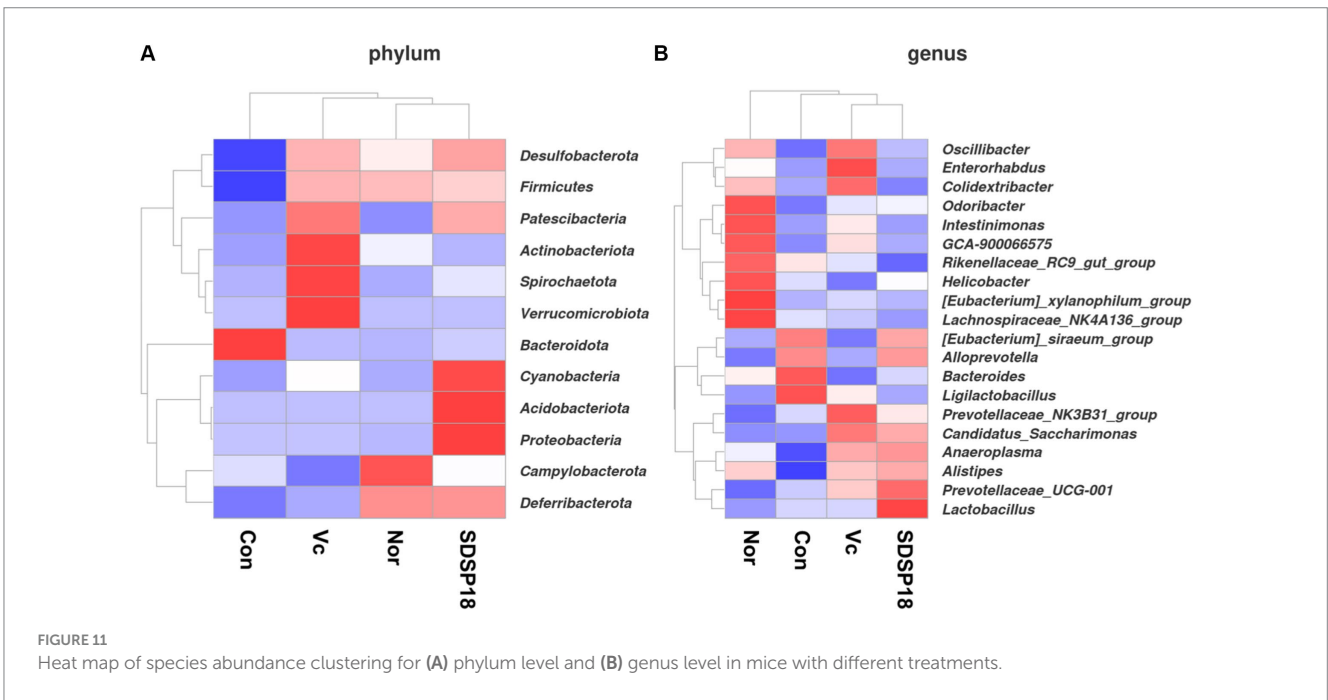 A
phylum
Desulfobacterota
Firmicutes
Patescibacteria
Actinobacteriota
Spirochaetota
Verrucomicrobiota
Bacteroidota
Cyanobacteria
Acidobacteriota
Proteobacteria
Campylobacterota
Deferribacterota
Con
Vc
Nor
SDSP18
B
genus
Oscillibacter
Enterorhabdus
Colidextribacter
Odoribacter
Intestinimonas
GCA-900066575
Rikenellaceae_RC9_gut_group
Helicobacter
[Eubacterium]_xylanophilum_group
Lachnospiraceae_NK4A136_group
[Eubacterium]_siraeum_group
Alloprevotella
Bacteroides
Ligilactobacillus
Prevotellaceae_NK3B31_group
Candidatus_Saccharimonas
Anaeroplasma
Alistipes
Prevotellaceae_UCG-001
Lactobacillus
Nor
Con
Vc
SDSP18
FIGURE 11
Heat map of species abundance clustering for (A) phylum level and (B) genus level in mice with different treatments.